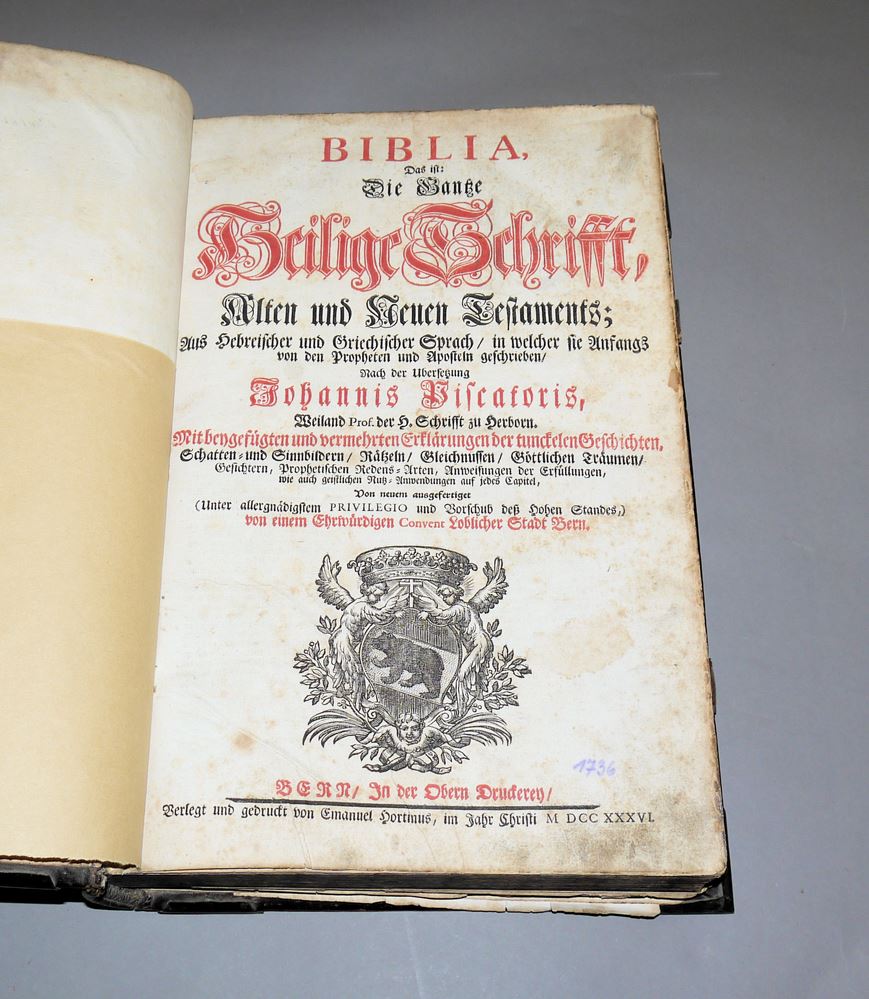 BIBLIA,
Das ist:
Die Gantze
Heilige Schrifft,
Alten und Neuen Testaments;
Aus Hebreischer und Griechischer Sprach/ in welcher sie Anfangs
von den Propheten und Aposteln geschrieben/
Nach der Ubersetzung
Johannis Piscatoris,
Weiland Prof. der H. Schrifft zu Herborn.
Mit beygefügten und vermehrten Erklärungen der tunckelen Geschichten,
Schatten- und Sinnbildern/ Rätzeln/ Gleichnussen/ Göttlichen Träumen/
Gesichtern, Prophetischen Redens-Arten, Anweisungen der Erfüllungen,
wie auch geistlichen Nutz-Anwendungen auf jedes Capitel,
Von neuem ausgefertiget
(Unter allergnädigstem PRIVILEGIO und Vorschub deß Hohen Standes,)
von einem Ehrwürdigen Convent Loblicher Stadt Bern.
1736
BERN/ In der Obern Druckerey/
Verlegt und gedruckt von Emanuel Hortinus, im Jahr Christi M DCC XXXVI.